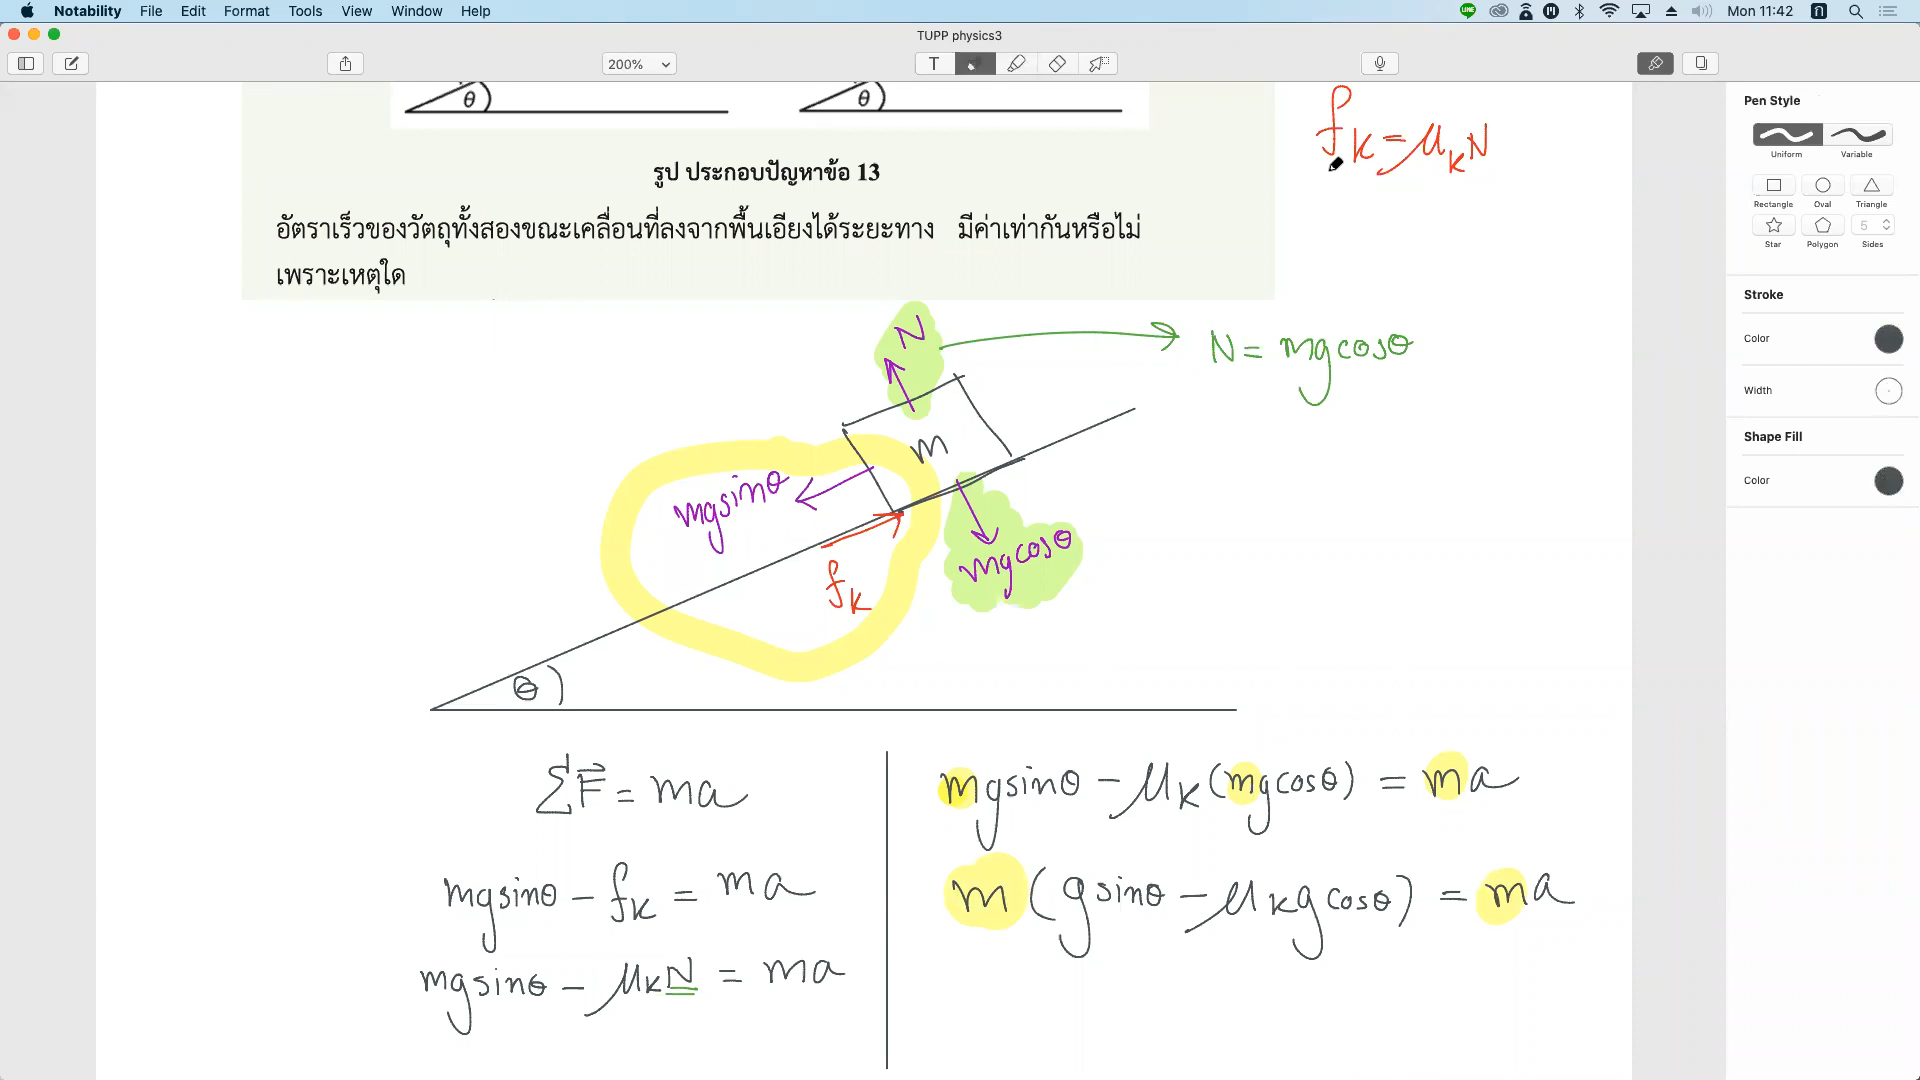 Notability File Edit Format Tools View Window Help Mon 11:42 ก
TUPP physics3
200% T
θ θ
fk = μkN
รูป ประกอบปัญหาข้อ 13
อัตราเร็วของวัตถุทั้งสองขณะเคลื่อนที่ลงจากพื้นเอียงได้ระยะทาง มีค่าเท่ากันหรือไม่
เพราะเหตุใด
N
N = mgcosθ
m
mgsinθ
mgcosθ
fk
θ
ΣF⃗ = ma
mgsinθ − fk = ma
mgsinθ − μkN = ma
mgsinθ − μk(mgcosθ) = ma
m(gsinθ − μkgcosθ) = ma
Pen Style
Uniform Variable
Rectangle Oval Triangle
5
Star Polygon Sides
Stroke
Color
Width
Shape Fill
Color